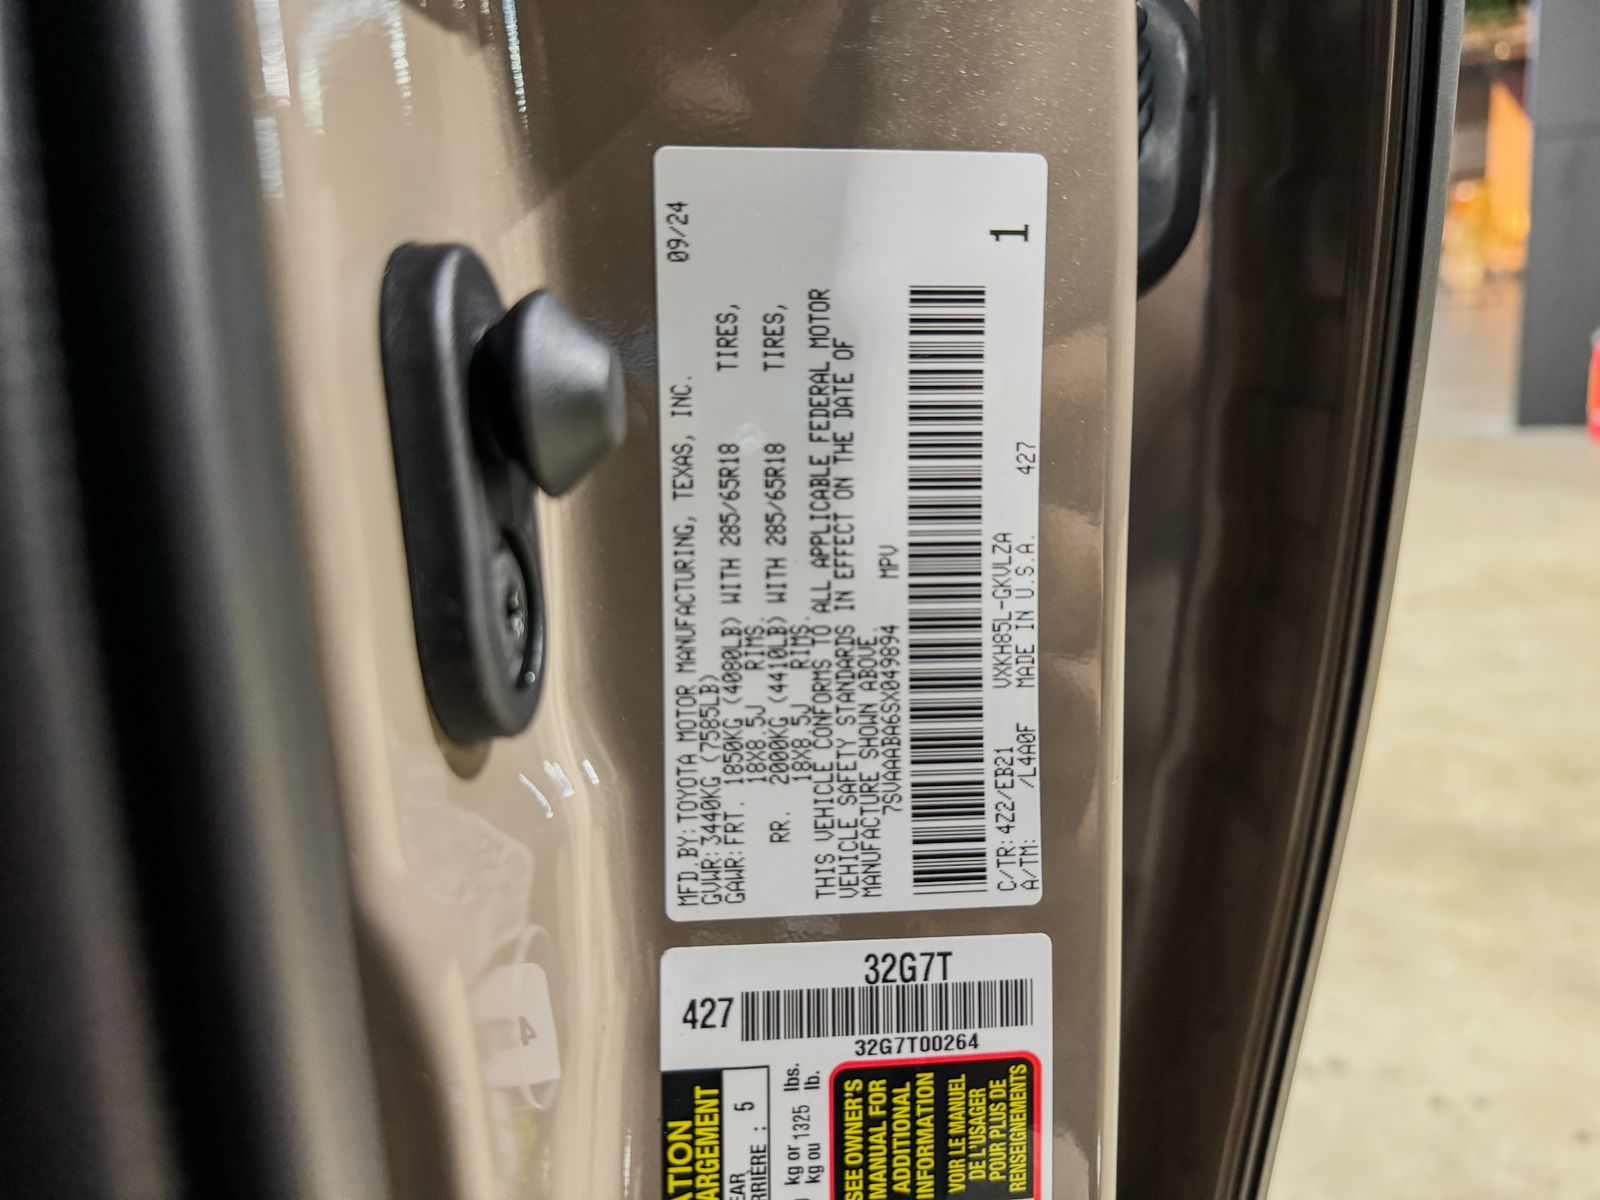 09/24
MFD.BY:TOYOTA MOTOR MANUFACTURING, TEXAS, INC.
GVWR:3440KG (7585LB)
GAWR:FRT. 1850KG (4080LB) WITH 285/65R18 TIRES,
18X8.5J RIMS.
RR. 2000KG (4410LB) WITH 285/65R18 TIRES,
18X8.5J RIMS.
THIS VEHICLE CONFORMS TO ALL APPLICABLE FEDERAL MOTOR
VEHICLE SAFETY STANDARDS IN EFFECT ON THE DATE OF
MANUFACTURE SHOWN ABOVE.
7SVAAABA6SX049894 MPV
1
C/TR:4Z2/EB21 VXKH85L-GKVLZA
A/TM: /L4A0F MADE IN U.S.A. 427
32G7T
427
32G7T00264
5
kg or 1325 lbs.
kg ou lb.
SEE OWNER'S
MANUAL FOR
ADDITIONAL
INFORMATION
VOIR LE MANUEL
DE L'USAGER
POUR PLUS DE
RENSEIGNEMENTS
4